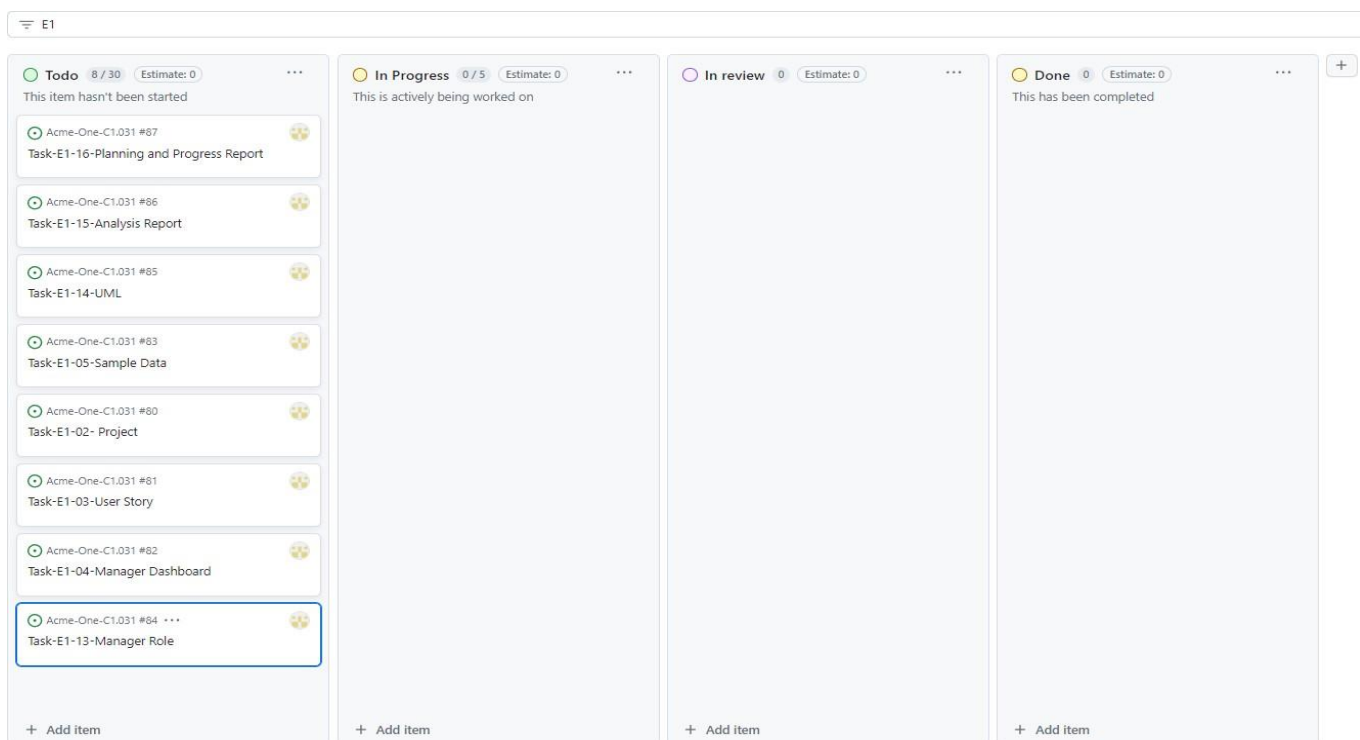 E1
Todo 8 / 30 Estimate: 0
This item hasn't been started
Acme-One-C1.031 #87
Task-E1-16-Planning and Progress Report
Acme-One-C1.031 #86
Task-E1-15-Analysis Report
Acme-One-C1.031 #85
Task-E1-14-UML
Acme-One-C1.031 #83
Task-E1-05-Sample Data
Acme-One-C1.031 #80
Task-E1-02- Project
Acme-One-C1.031 #81
Task-E1-03-User Story
Acme-One-C1.031 #82
Task-E1-04-Manager Dashboard
Acme-One-C1.031 #84 ···
Task-E1-13-Manager Role
+ Add item
In Progress 0 / 5 Estimate: 0
This is actively being worked on
+ Add item
In review 0 Estimate: 0
+ Add item
Done 0 Estimate: 0
This has been completed
+ Add item